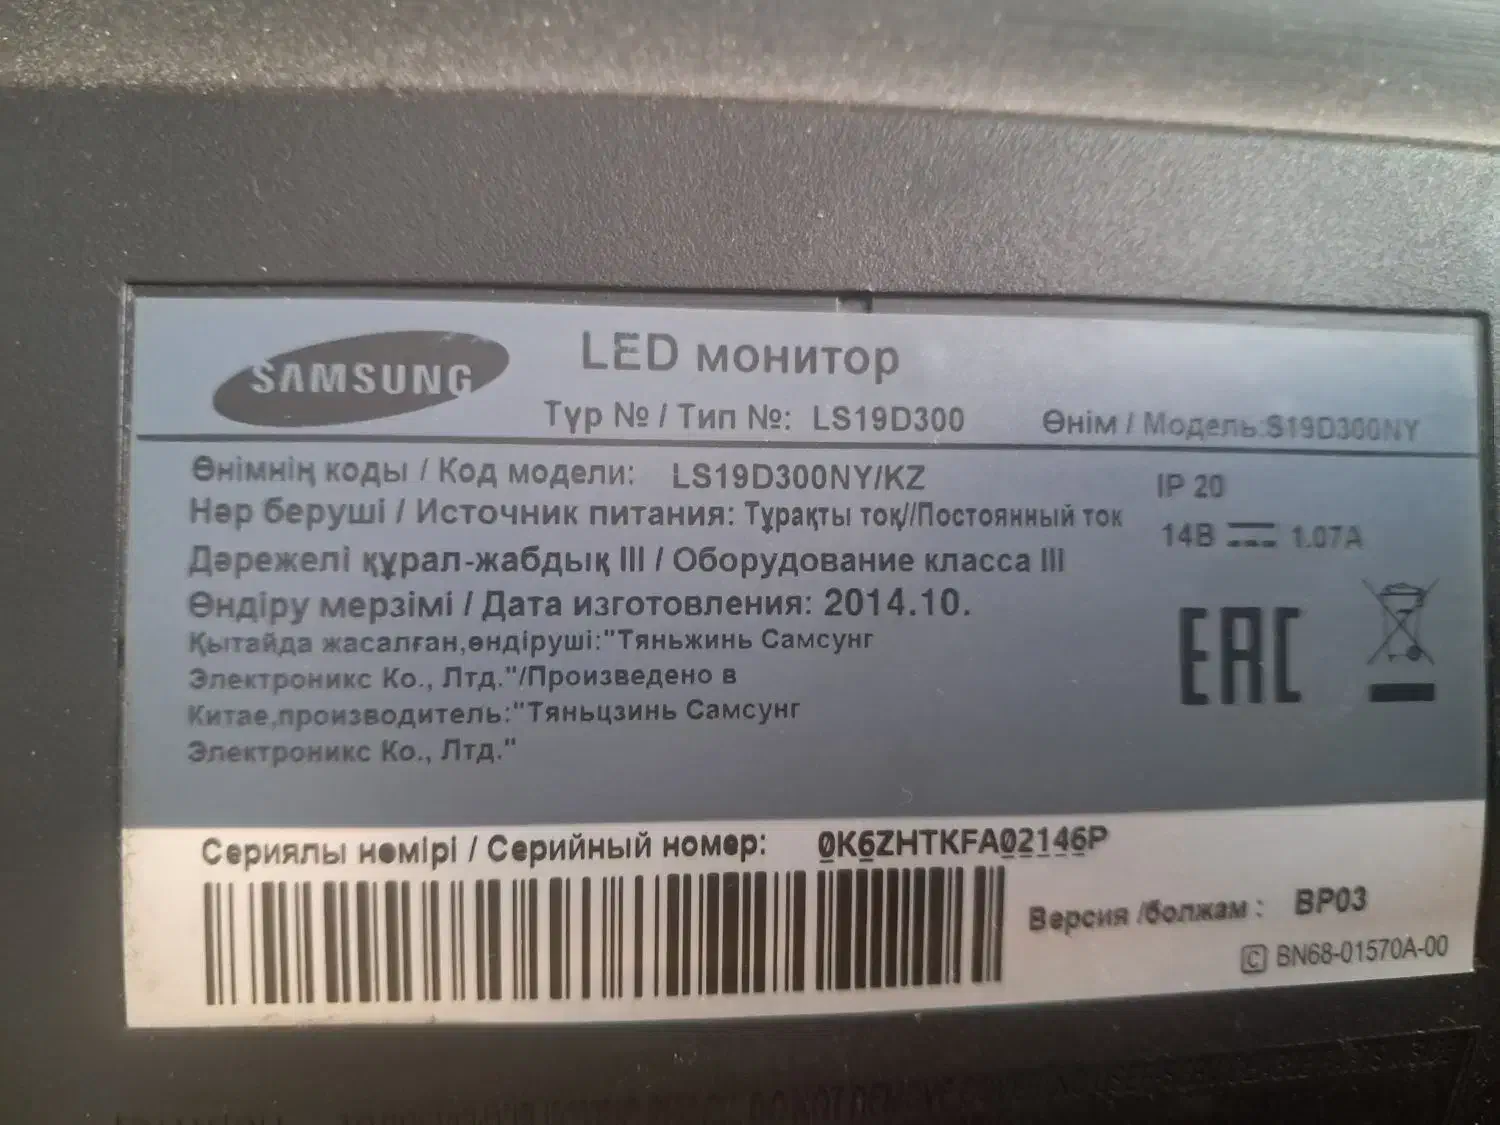 SAMSUNG
LED монитор
Түр № / Тип №: LS19D300
Өнім / Модель:S19D300NY
Өнімнің коды / Код модели: LS19D300NY/KZ
IP 20
Нәр беруші / Источник питания: Тұрақты тоқ//Постоянный ток
14В 1.07А
Дәрежелі құрал-жабдық III / Оборудование класса III
Өндіру мерзімі / Дата изготовления: 2014.10.
Қытайда жасалған,өндіруші:"Тяньжинь Самсунг
Электроникс Ко., Лтд."/Произведено в
Китае,производитель:"Тяньцзинь Самсунг
Электроникс Ко., Лтд."
EAC
Сериялы нөмірі / Серийный номер: 0K6ZHTKFA02146P
Версия /болжам : BP03
C BN68-01570A-00
DO NOT